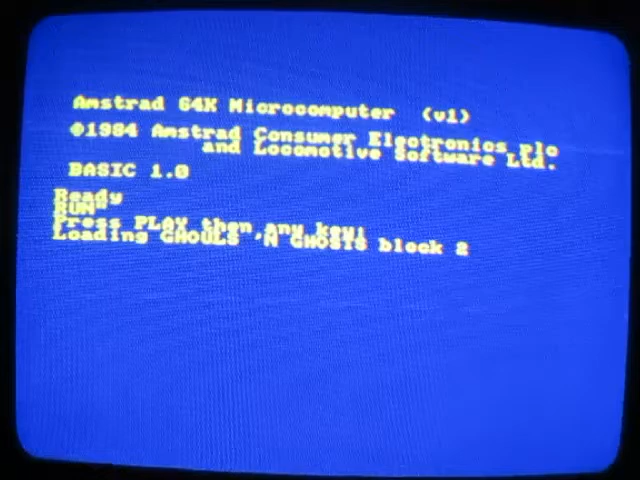 Amstrad 64K Microcomputer (v1)
©1984 Amstrad Consumer Electronics plc
and Locomotive Software Ltd.
BASIC 1.0
Ready
RUN"
Press PLAY then any key:
Loading GHOULS 'N GHOSTS block 2